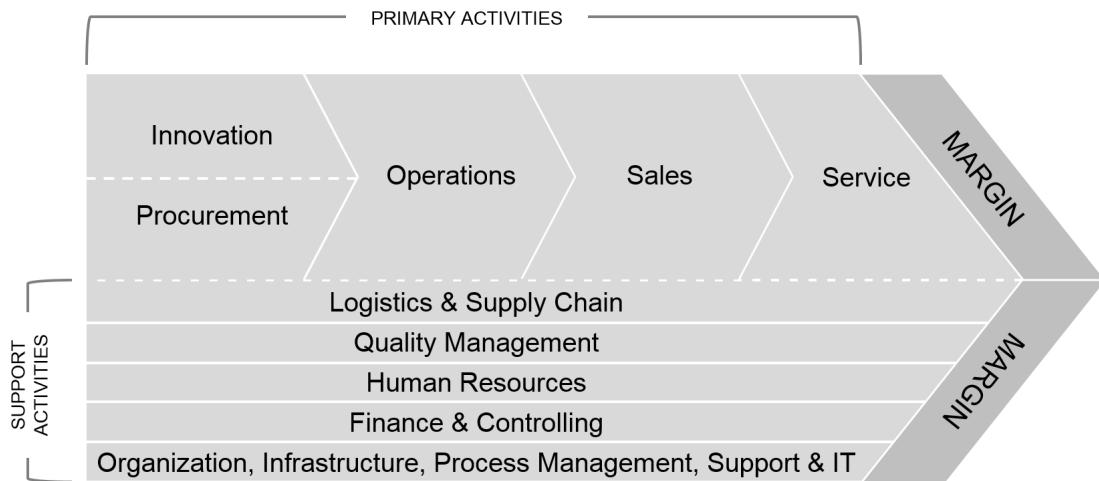 PRIMARY ACTIVITIES
Innovation
Procurement
Operations
Sales
Service
MARGIN
SUPPORT
ACTIVITIES
Logistics & Supply Chain
Quality Management
Human Resources
Finance & Controlling
Organization, Infrastructure, Process Management, Support & IT
MARGIN